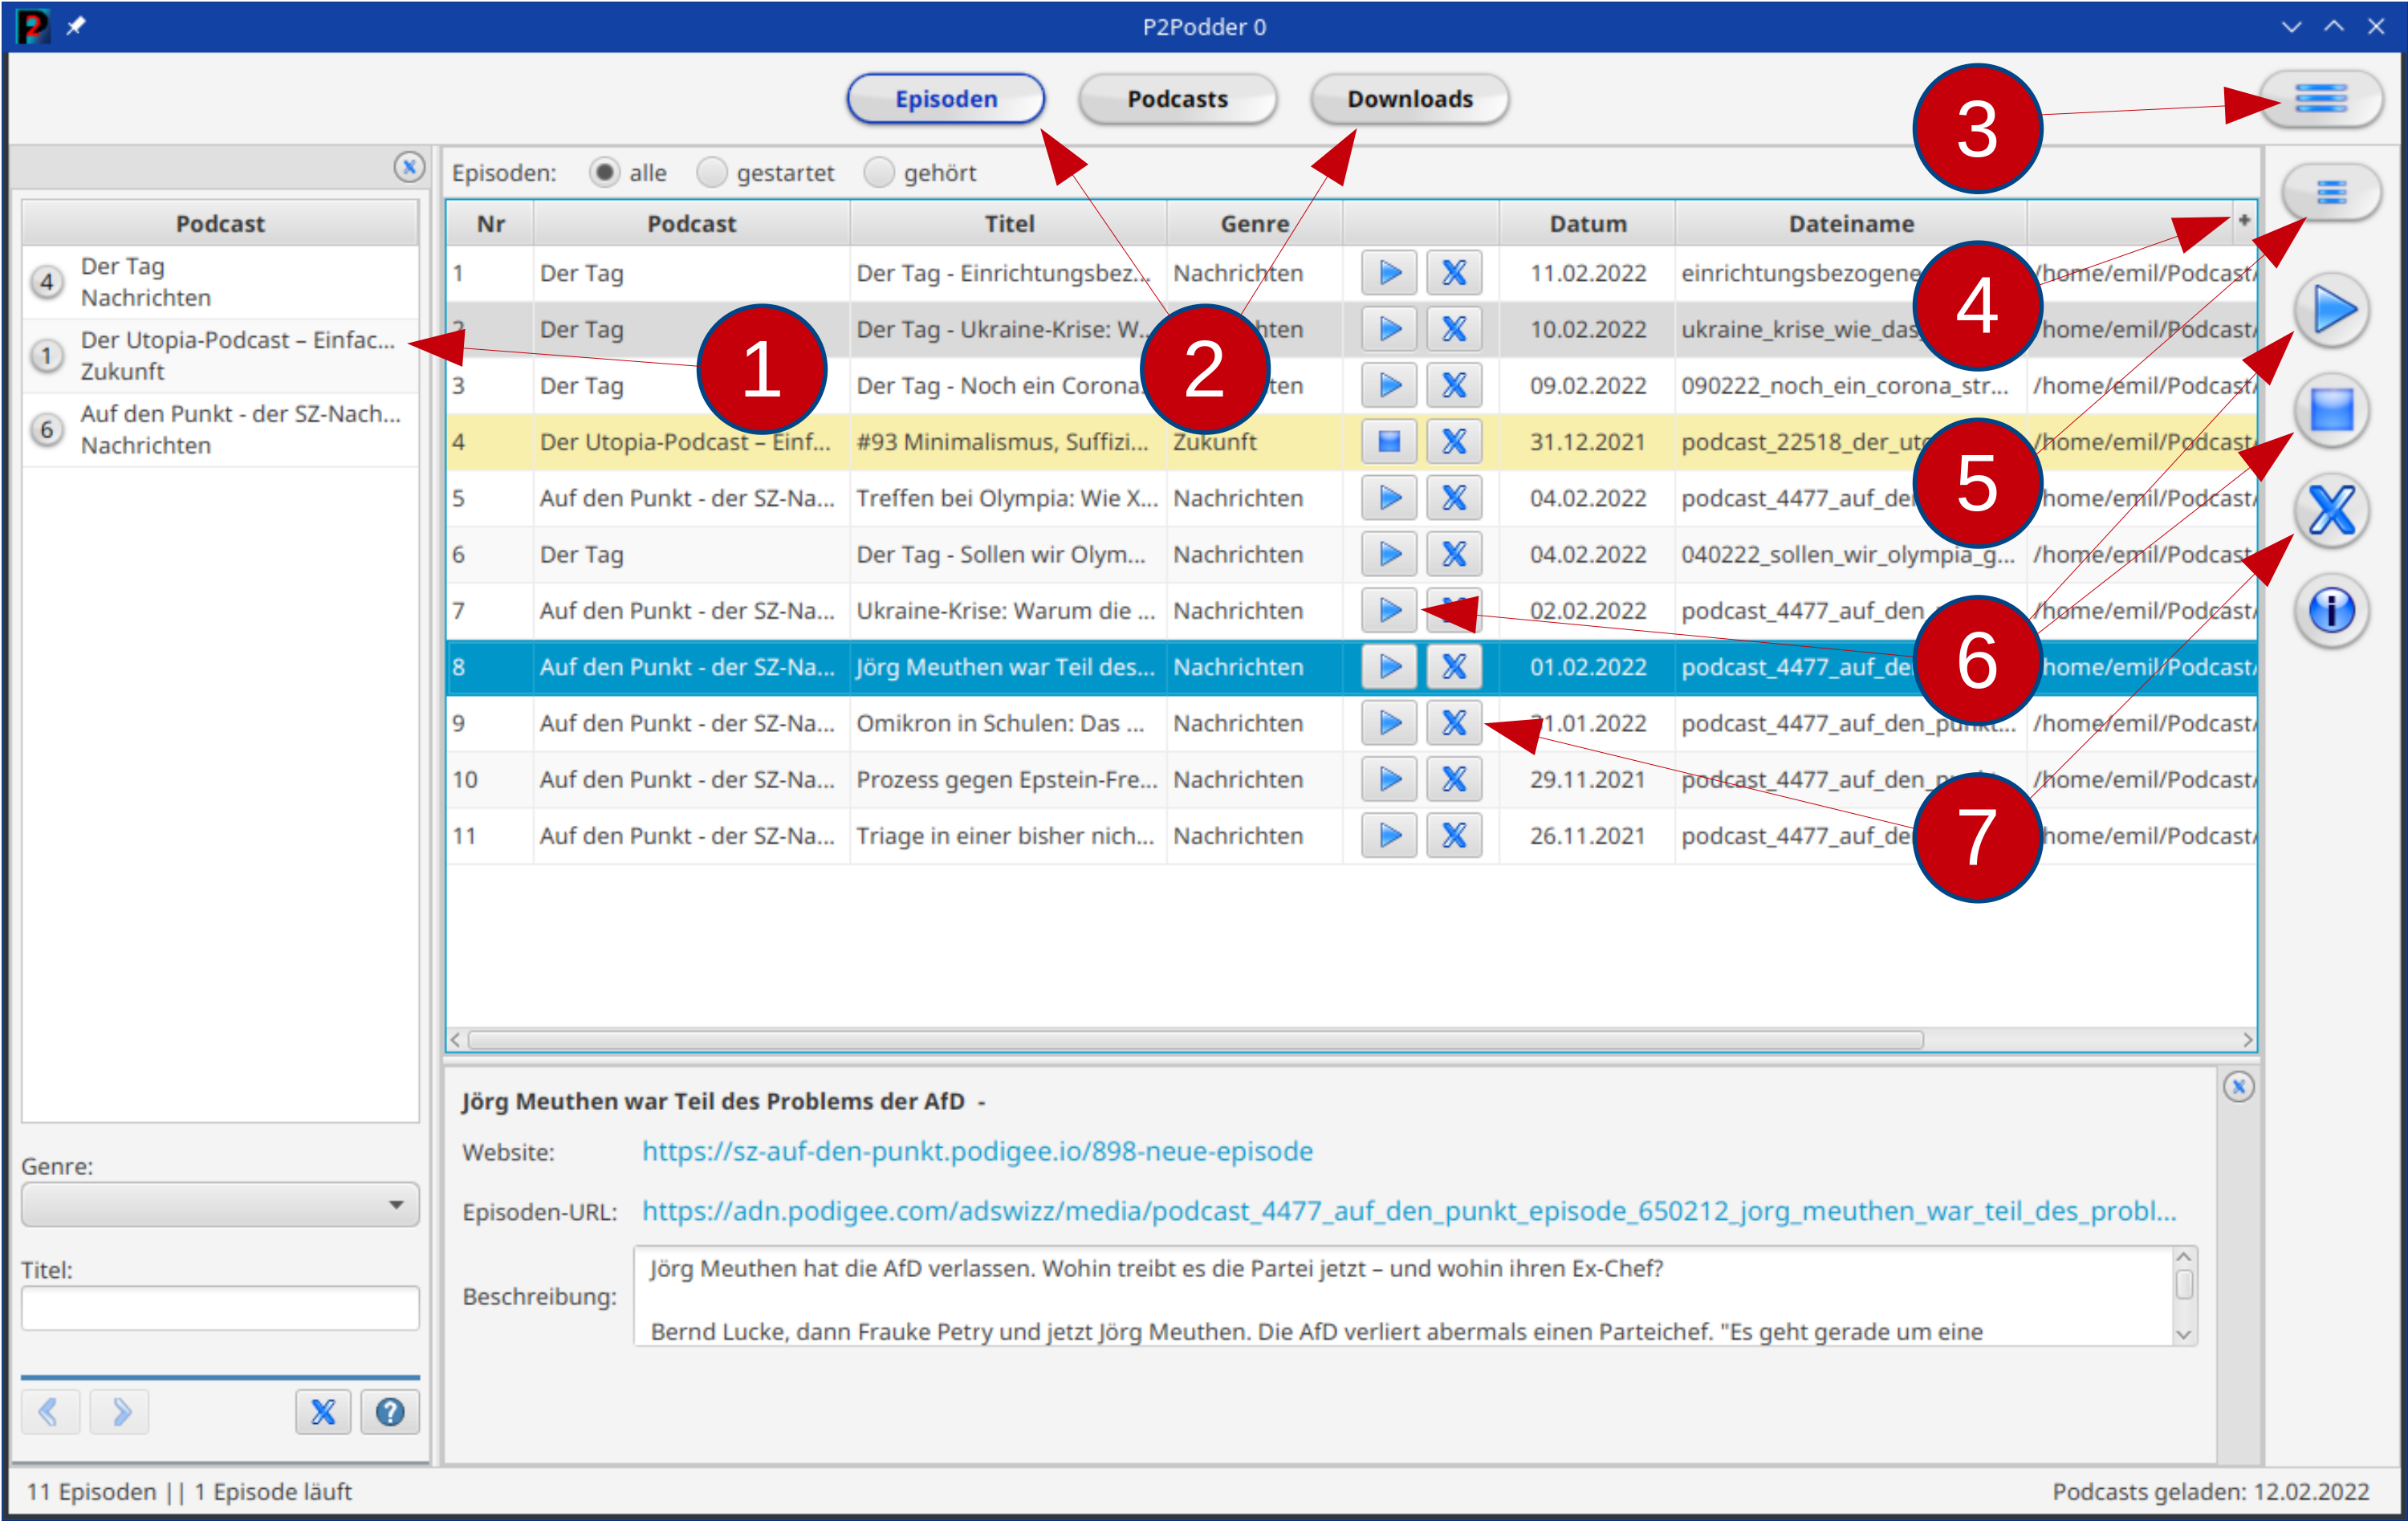 P2Podder 0
Episoden Podcasts Downloads
3
Podcast
4 Der Tag
Nachrichten
1 Der Utopia-Podcast – Einfac...
Zukunft
6 Auf den Punkt - der SZ-Nach...
Nachrichten
Genre:
Titel:
Episoden: alle gestartet gehört
Nr Podcast Titel Genre Datum Dateiname
1 Der Tag Der Tag - Einrichtungsbez... Nachrichten 11.02.2022 einrichtungsbezogene /home/emil/Podcast/
2 Der Tag Der Tag - Ukraine-Krise: W... 10.02.2022 ukraine_krise_wie_das home/emil/Podcast/
3 Der Tag Der Tag - Noch ein Corona 09.02.2022 090222_noch_ein_corona_str... /home/emil/Podcast/
4 Der Utopia-Podcast – Einf... #93 Minimalismus, Suffizi... Zukunft 31.12.2021 podcast_22518_der_uto /home/emil/Podcast/
5 Auf den Punkt - der SZ-Na... Treffen bei Olympia: Wie X... Nachrichten 04.02.2022 podcast_4477_auf_de home/emil/Podcast/
6 Der Tag Der Tag - Sollen wir Olym... Nachrichten 04.02.2022 040222_sollen_wir_olympia_g... /home/emil/Podcast
7 Auf den Punkt - der SZ-Na... Ukraine-Krise: Warum die ... Nachrichten 02.02.2022 podcast_4477_auf_den /home/emil/Podcast/
8 Auf den Punkt - der SZ-Na... Jörg Meuthen war Teil des... Nachrichten 01.02.2022 podcast_4477_auf_de home/emil/Podcast/
9 Auf den Punkt - der SZ-Na... Omikron in Schulen: Das ... Nachrichten 31.01.2022 podcast_4477_auf_den_punkt... /home/emil/Podcast/
10 Auf den Punkt - der SZ-Na... Prozess gegen Epstein-Fre... Nachrichten 29.11.2021 podcast_4477_auf_den /home/emil/Podcast/
11 Auf den Punkt - der SZ-Na... Triage in einer bisher nich... Nachrichten 26.11.2021 podcast_4477_auf_de home/emil/Podcast/
1
2
4
5
6
7
Jörg Meuthen war Teil des Problems der AfD -
Website: https://sz-auf-den-punkt.podigee.io/898-neue-episode
Episoden-URL: https://adn.podigee.com/adswizz/media/podcast_4477_auf_den_punkt_episode_650212_jorg_meuthen_war_teil_des_probl...
Beschreibung: Jörg Meuthen hat die AfD verlassen. Wohin treibt es die Partei jetzt – und wohin ihren Ex-Chef?
Bernd Lucke, dann Frauke Petry und jetzt Jörg Meuthen. Die AfD verliert abermals einen Parteichef. "Es geht gerade um eine
11 Episoden || 1 Episode läuft
Podcasts geladen: 12.02.2022